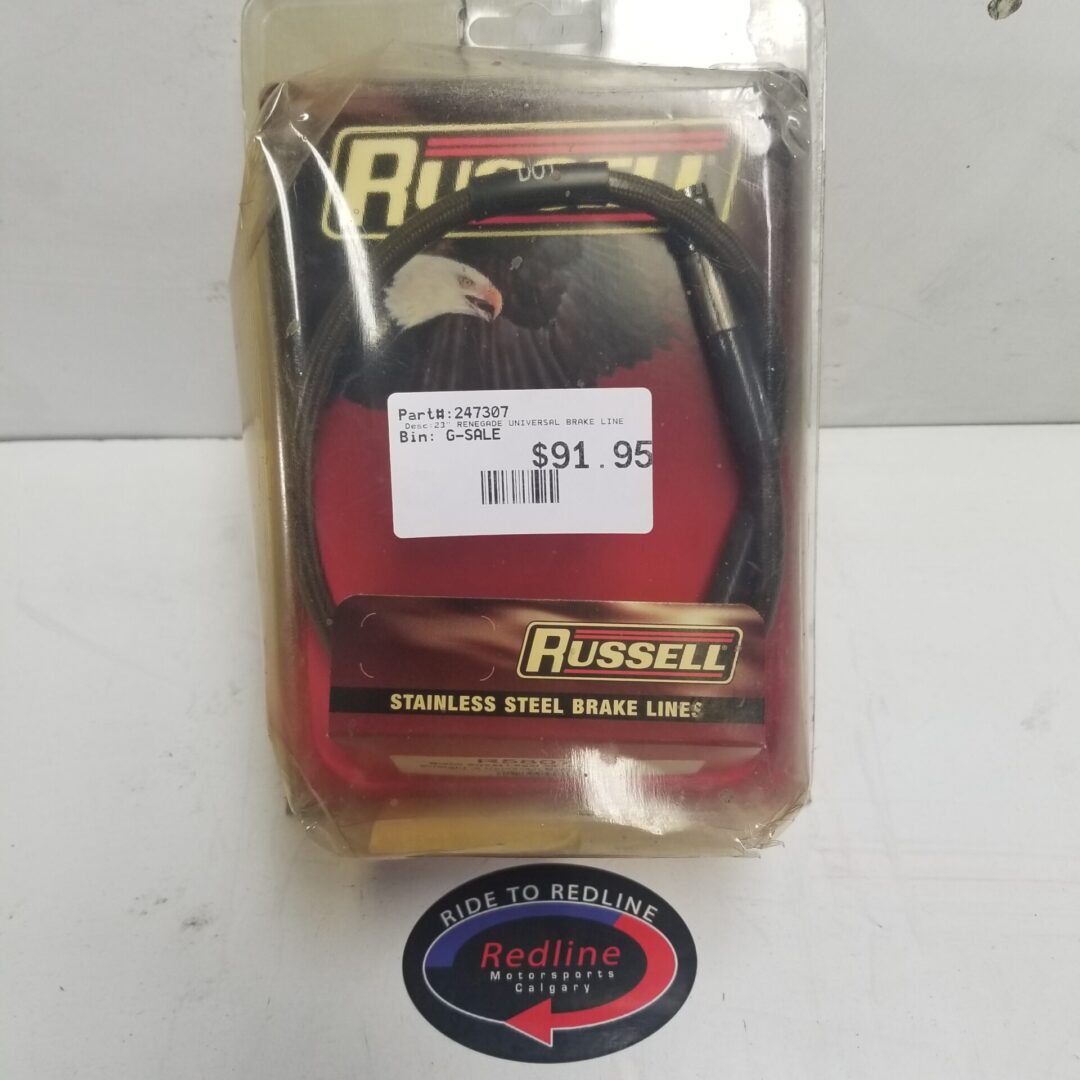 RUSSELL
DOT
Part#:247307
Desc:23" RENEGADE UNIVERSAL BRAKE LINE
Bin: G-SALE
$91.95
RUSSELL®
STAINLESS STEEL BRAKE LINES
RIDE TO REDLINE
Redline
Motorsports
Calgary